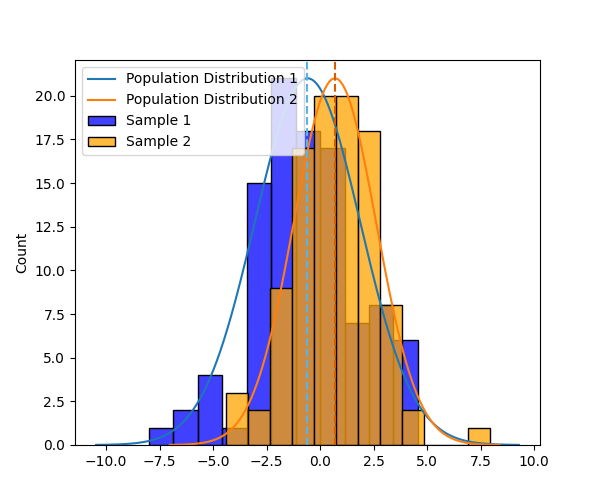 Population Distribution 1
Population Distribution 2
Sample 1
Sample 2
Count
20.0
17.5
15.0
12.5
10.0
7.5
5.0
2.5
0.0
−10.0 −7.5 −5.0 −2.5 0.0 2.5 5.0 7.5 10.0